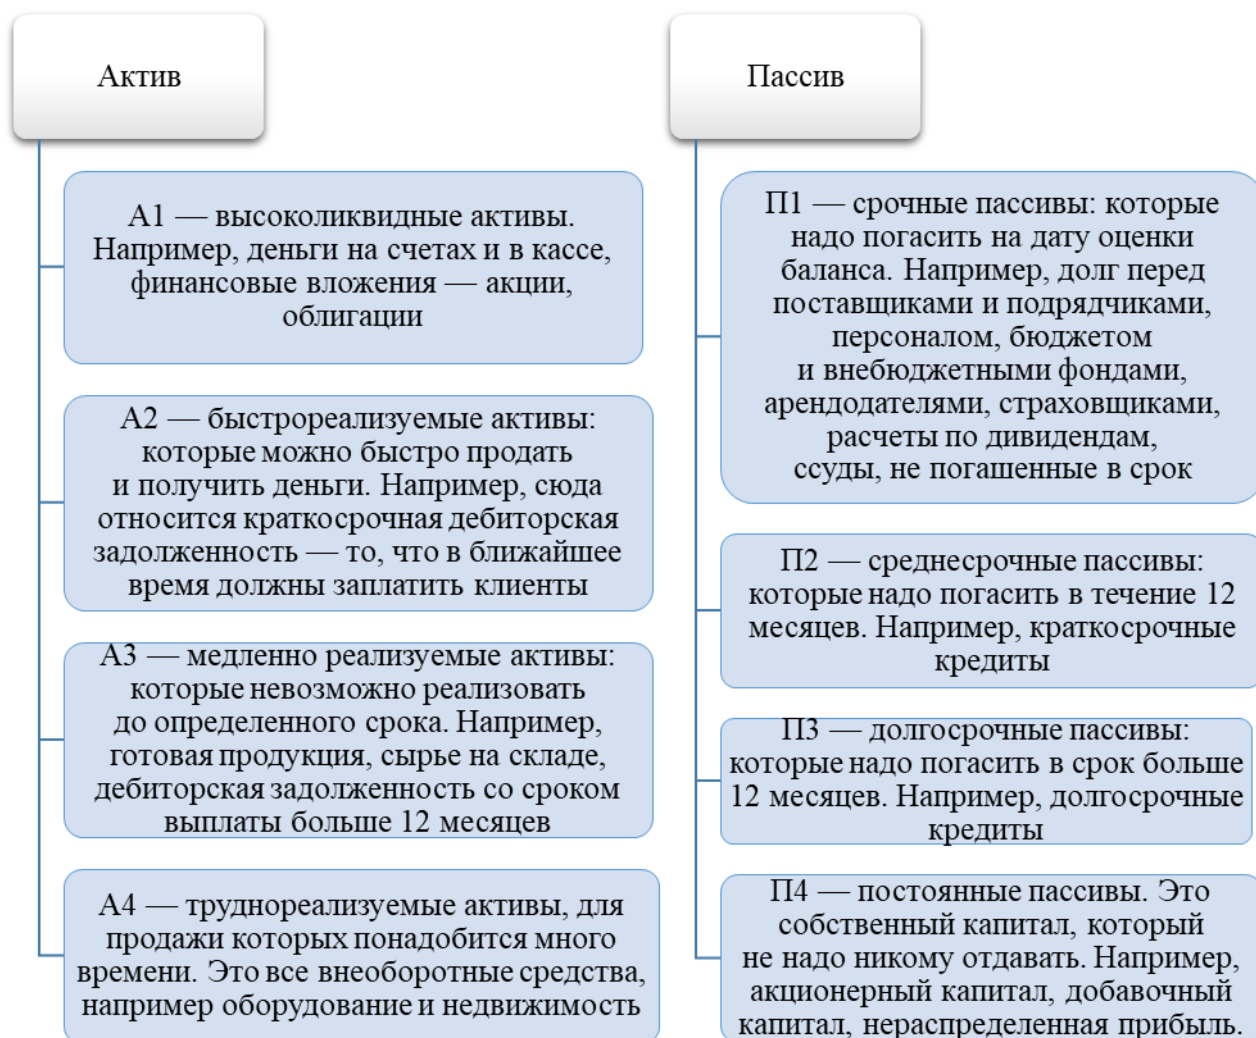 Актив
А1 — высоколиквидные активы.
Например, деньги на счетах и в кассе,
финансовые вложения — акции,
облигации
А2 — быстрореализуемые активы:
которые можно быстро продать
и получить деньги. Например, сюда
относится краткосрочная дебиторская
задолженность — то, что в ближайшее
время должны заплатить клиенты
А3 — медленно реализуемые активы:
которые невозможно реализовать
до определенного срока. Например,
готовая продукция, сырье на складе,
дебиторская задолженность со сроком
выплаты больше 12 месяцев
А4 — труднореализуемые активы, для
продажи которых понадобится много
времени. Это все внеоборотные средства,
например оборудование и недвижимость
Пассив
П1 — срочные пассивы: которые
надо погасить на дату оценки
баланса. Например, долг перед
поставщиками и подрядчиками,
персоналом, бюджетом
и внебюджетными фондами,
арендодателями, страховщиками,
расчеты по дивидендам,
ссуды, не погашенные в срок
П2 — среднесрочные пассивы:
которые надо погасить в течение 12
месяцев. Например, краткосрочные
кредиты
П3 — долгосрочные пассивы:
которые надо погасить в срок больше
12 месяцев. Например, долгосрочные
кредиты
П4 — постоянные пассивы. Это
собственный капитал, который
не надо никому отдавать. Например,
акционерный капитал, добавочный
капитал, нераспределенная прибыль.